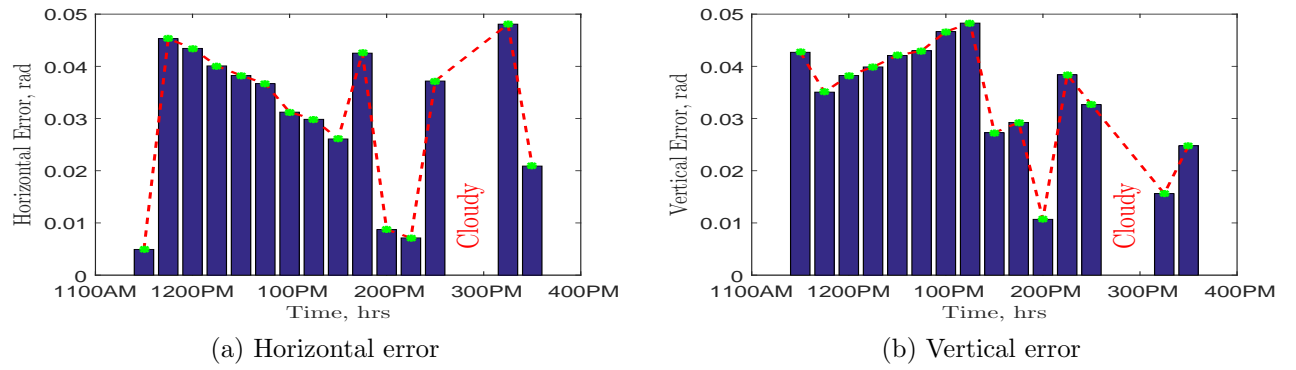 0.05
0.04
0.03
0.02
0.01
0
Horizontal Error, rad
Cloudy
1100AM 1200PM 100PM 200PM 300PM 400PM
Time, hrs
(a) Horizontal error
0.05
0.04
0.03
0.02
0.01
0
Vertical Error, rad
Cloudy
1100AM 1200PM 100PM 200PM 300PM 400PM
Time, hrs
(b) Vertical error